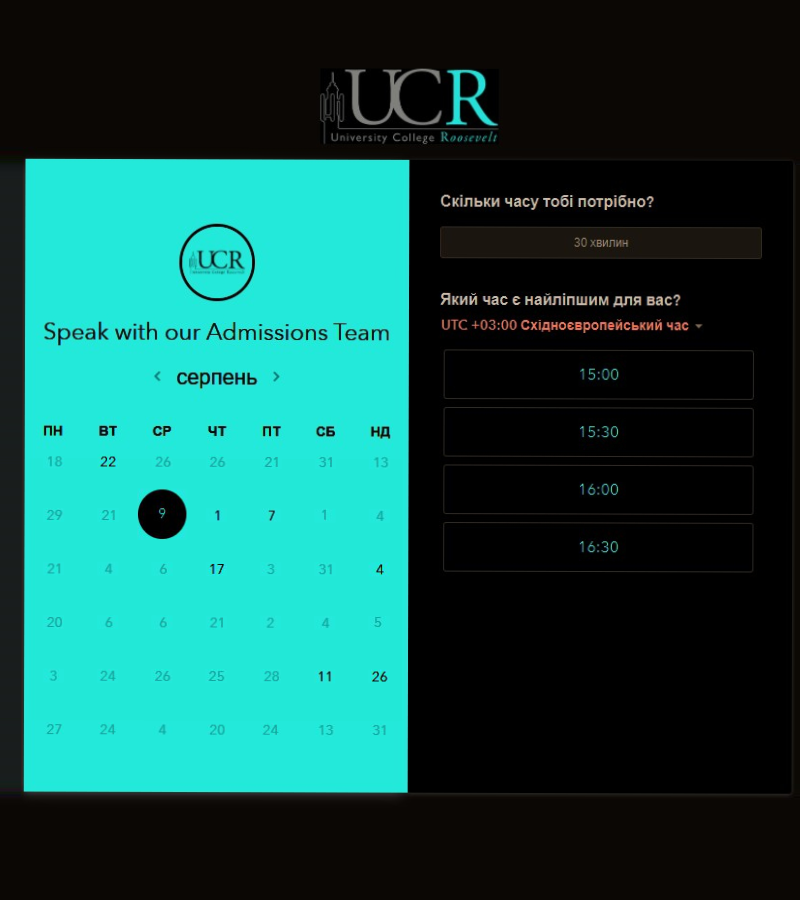 UCR
University College Roosevelt
UCR
Speak with our Admissions Team
серпень
ПН ВТ СР ЧТ ПТ СБ НД
18 22 26 26 21 31 13
29 21 9 1 7 1 4
21 4 6 17 3 31 4
20 6 6 21 2 4 5
3 24 26 25 28 11 26
27 24 4 20 24 13 31
Скільки часу тобі потрібно?
30 хвилин
Який час є найліпшим для вас?
UTC +03:00 Східноєвропейський час
15:00
15:30
16:00
16:30